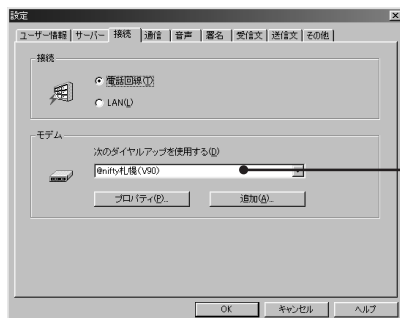 設定
ユーザー情報 サーバー 接続 通信 音声 署名 受信文 送信文 その他
接続
電話回線(T)
LAN(L)
モデム
次のダイヤルアップを使用する(D)
@nifty札幌(V90)
プロパティ(P)... 追加(A)...
OK キャンセル ヘルプ